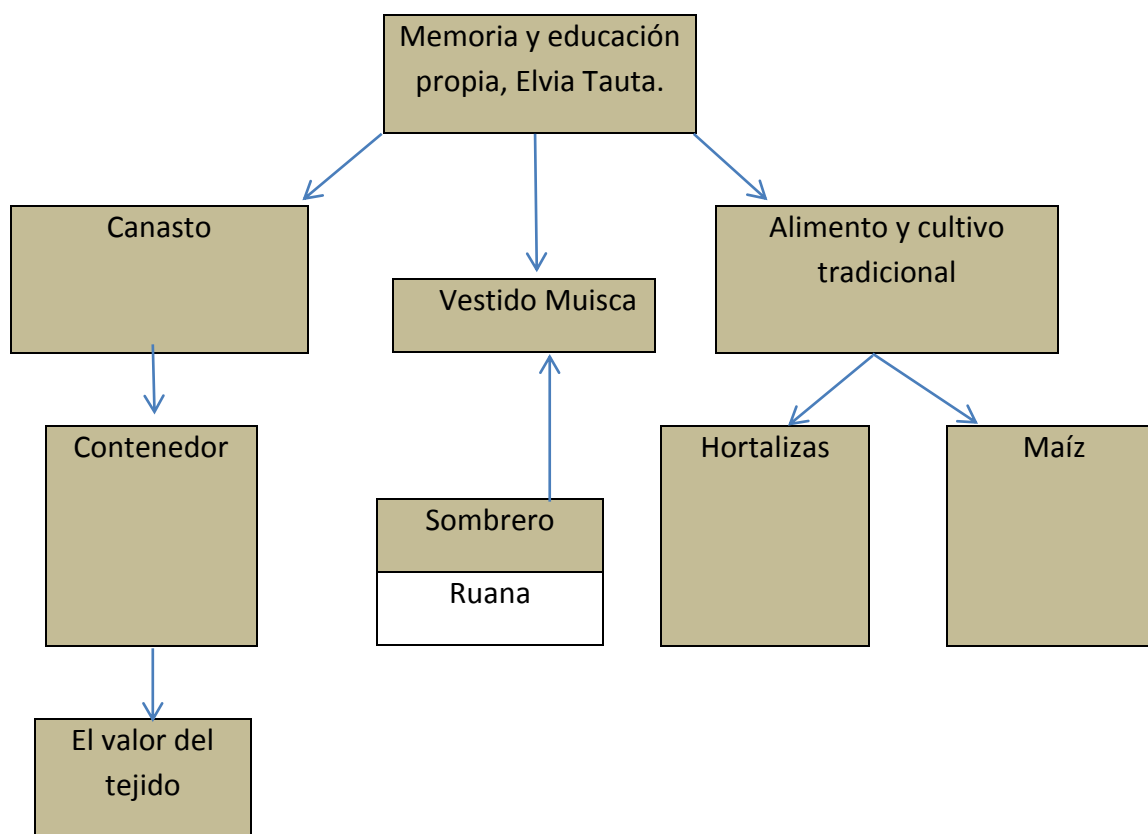 Memoria y educación
propia, Elvia Tauta.
Canasto
Alimento y cultivo
tradicional
Vestido Muisca
Contenedor
Hortalizas
Maíz
Sombrero
Ruana
El valor del
tejido